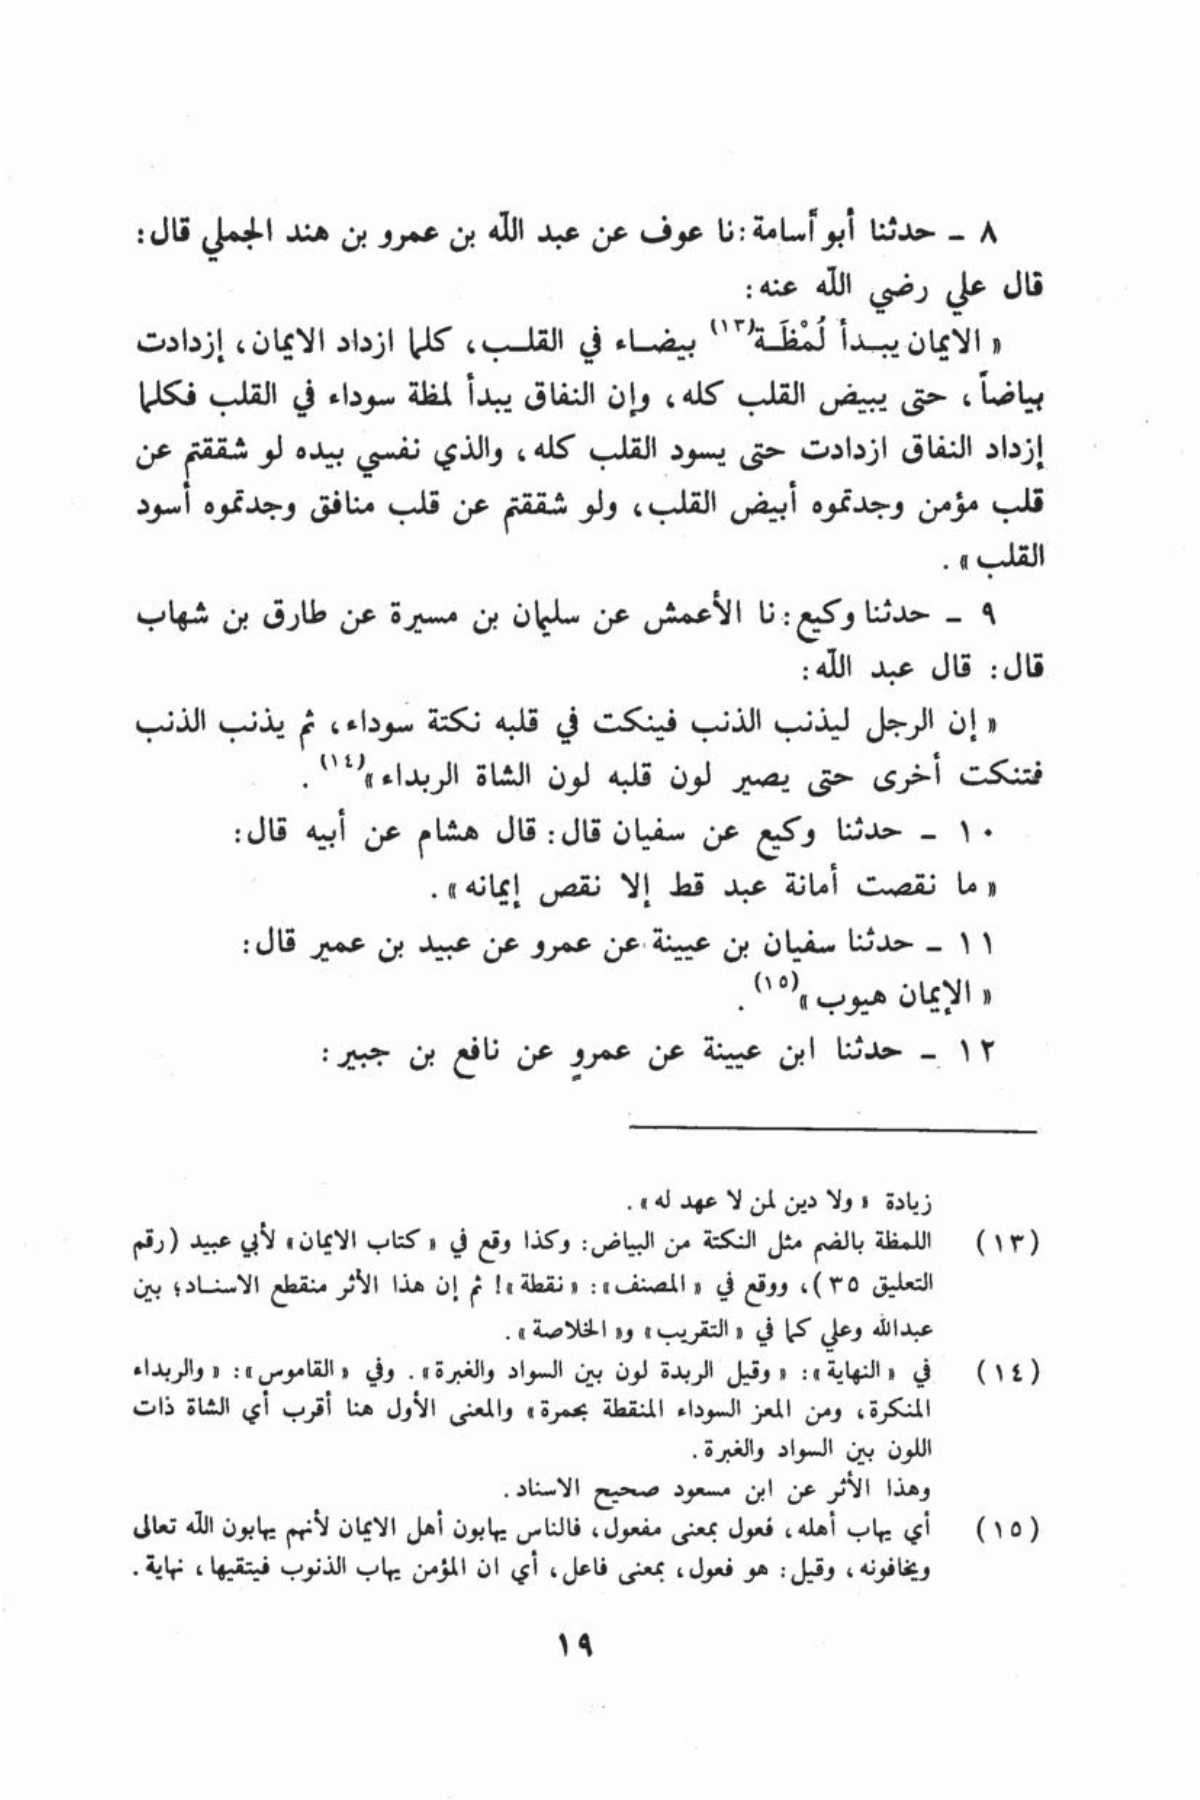 ٨ ـ حدثنا أبو أسامة : نا عوف عن عبد اللّه بن عمرو بن هند الجملي قال :
قال علي رضي اللّه عنه :
« الايمان يبـدأ لُمْظَـة(١٣) بيضـاء في القلـب ، كلما ازداد الايمان ، إزدادت
بياضاً ، حتى يبيض القلب كله ، وإن النفاق يبدأ لمظة سوداء في القلب فكلما
إزداد النفاق ازدادت حتى يسود القلب كله ، والذي نفسي بيده لو شققتم عن
قلب مؤمن وجدتموه أبيض القلب ، ولو شققتم عن قلب منافق وجدتموه أسود
القلب » .
٩ ـ حدثنا وكيع : نا الأعمش عن سليمان بن مسيرة عن طارق بن شهاب
قال : قال عبد اللّه :
« إن الرجل ليذنب الذنب فينكت في قلبه نكتة سوداء ، ثم يذنب الذنب
فتنكت أخرى حتى يصير لون قلبه لون الشاة الربداء »(١٤) .
١٠ ـ حدثنا وكيع عن سفيان قال : قال هشام عن أبيه قال :
« ما نقصت أمانة عبد قط إلا نقص إيمانه » .
١١ ـ حدثنا سفيان بن عيينة عن عمرو عن عبيد بن عمير قال :
« الإيمان هيوب »(١٥) .
١٢ ـ حدثنا ابن عيينة عن عمروٍ عن نافع بن جبير :
زيادة « ولا دين لمن لا عهد له » .
(١٣) اللمظة بالضم مثل النكتة من البياض : وكذا وقع في « كتاب الايمان » لأبي عبيد (رقم
التعليق ٣٥) ، ووقع في « المصنف » : « نقطة »! ثم إن هذا الأثر منقطع الاسنـاد ؛ بين
عبدالله وعلي كما في « التقريب » و« الخلاصة » .
(١٤) في « النهاية » : « وقيل الربدة لون بين السواد والغبرة » . وفي « القاموس » : « والربداء
المنكرة ، ومن المعز السوداء المنقطة بحمرة » والمعنى الأول هنا أقرب أي الشاة ذات
اللون بين السواد والغبرة .
وهذا الأثر عن ابن مسعود صحيح الاسناد .
(١٥) أي يهاب أهله ، فعول بمعنى مفعول ، فالناس يهابون أهل الايمان لأنهم يهابون اللّه تعالى
ويخافونه ، وقيل : هو فعول ، بمعنى فاعل ، أي ان المؤمن يهاب الذنوب فيتقيها ، نهاية .
١٩